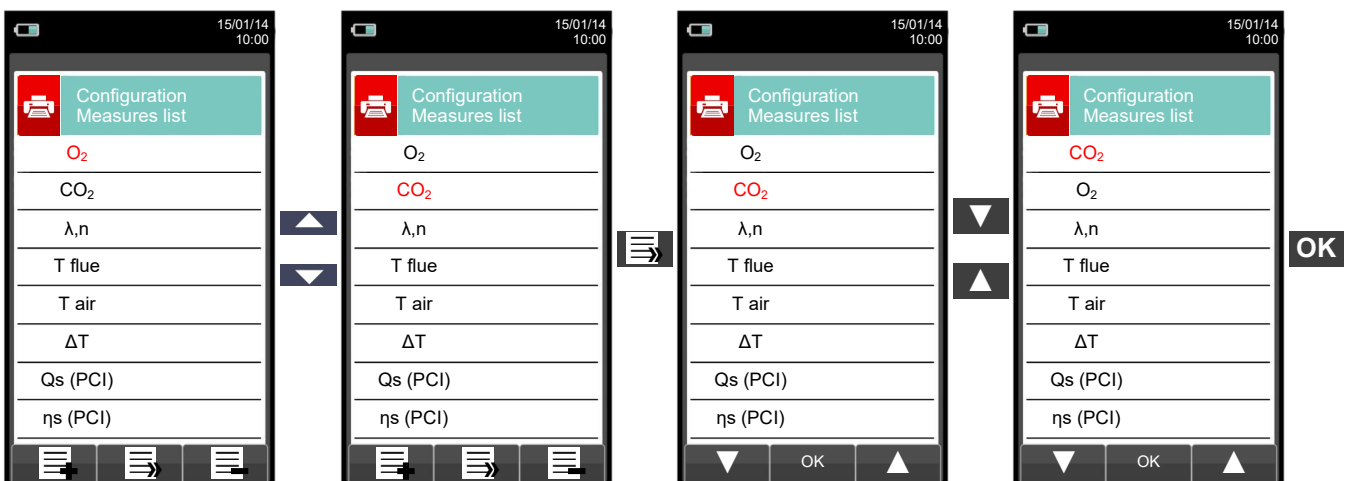 15/01/14
10:00
Configuration
Measures list
O₂
CO₂
λ,n
T flue
T air
ΔT
Qs (PCI)
ηs (PCI)
15/01/14
10:00
Configuration
Measures list
O₂
CO₂
λ,n
T flue
T air
ΔT
Qs (PCI)
ηs (PCI)
15/01/14
10:00
Configuration
Measures list
O₂
CO₂
λ,n
T flue
T air
ΔT
Qs (PCI)
ηs (PCI)
OK
15/01/14
10:00
Configuration
Measures list
CO₂
O₂
λ,n
T flue
T air
ΔT
Qs (PCI)
ηs (PCI)
OK
OK